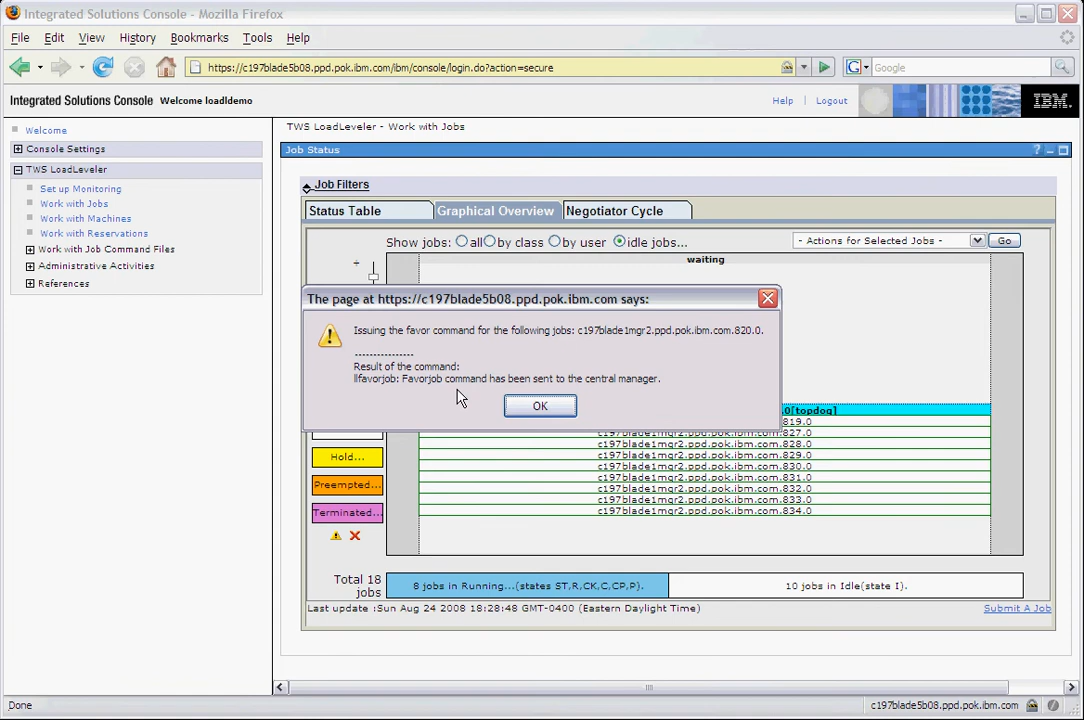 Integrated Solutions Console - Mozilla Firefox
File Edit View History Bookmarks Tools Help
https://c197blade5b08.ppd.pok.ibm.com/ibm/console/login.do?action=secure
G Google
Integrated Solutions Console Welcome loadldemo
Help Logout
IBM.
Welcome
Console Settings
TWS LoadLeveler
Set up Monitoring
Work with Jobs
Work with Machines
Work with Reservations
Work with Job Command Files
Administrative Activities
References
TWS LoadLeveler - Work with Jobs
Job Status
Job Filters
Status Table Graphical Overview Negotiator Cycle
Show jobs: all by class by user idle jobs...
- Actions for Selected Jobs - Go
+
waiting
The page at https://c197blade5b08.ppd.pok.ibm.com says:
Issuing the favor command for the following jobs: c197blade1mgr2.ppd.pok.ibm.com.820.0.
----------------
Result of the command:
llfavorjob: Favorjob command has been sent to the central manager.
OK
.0[topdog]
.819.0
c197blade1mgr2.ppd.pok.ibm.com.827.0
c197blade1mgr2.ppd.pok.ibm.com.828.0
c197blade1mgr2.ppd.pok.ibm.com.829.0
c197blade1mgr2.ppd.pok.ibm.com.830.0
c197blade1mgr2.ppd.pok.ibm.com.831.0
c197blade1mgr2.ppd.pok.ibm.com.832.0
c197blade1mgr2.ppd.pok.ibm.com.833.0
c197blade1mgr2.ppd.pok.ibm.com.834.0
Hold...
Preempted...
Terminated...
Total 18
jobs
8 jobs in Running...(states ST,R,CK,C,CP,P).
10 jobs in Idle(state I).
Last update :Sun Aug 24 2008 18:28:48 GMT-0400 (Eastern Daylight Time)
Submit A Job
Done
c197blade5b08.ppd.pok.ibm.com